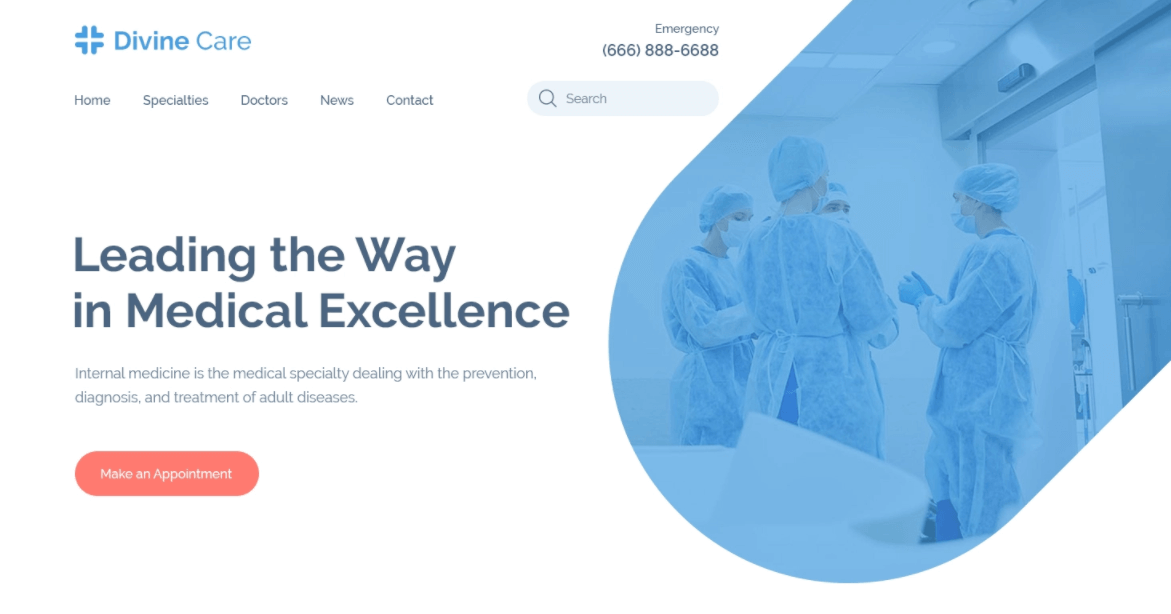 Divine Care
Emergency
(666) 888-6688
Home Specialties Doctors News Contact
Search
Leading the Way
in Medical Excellence
Internal medicine is the medical specialty dealing with the prevention,
diagnosis, and treatment of adult diseases.
Make an Appointment